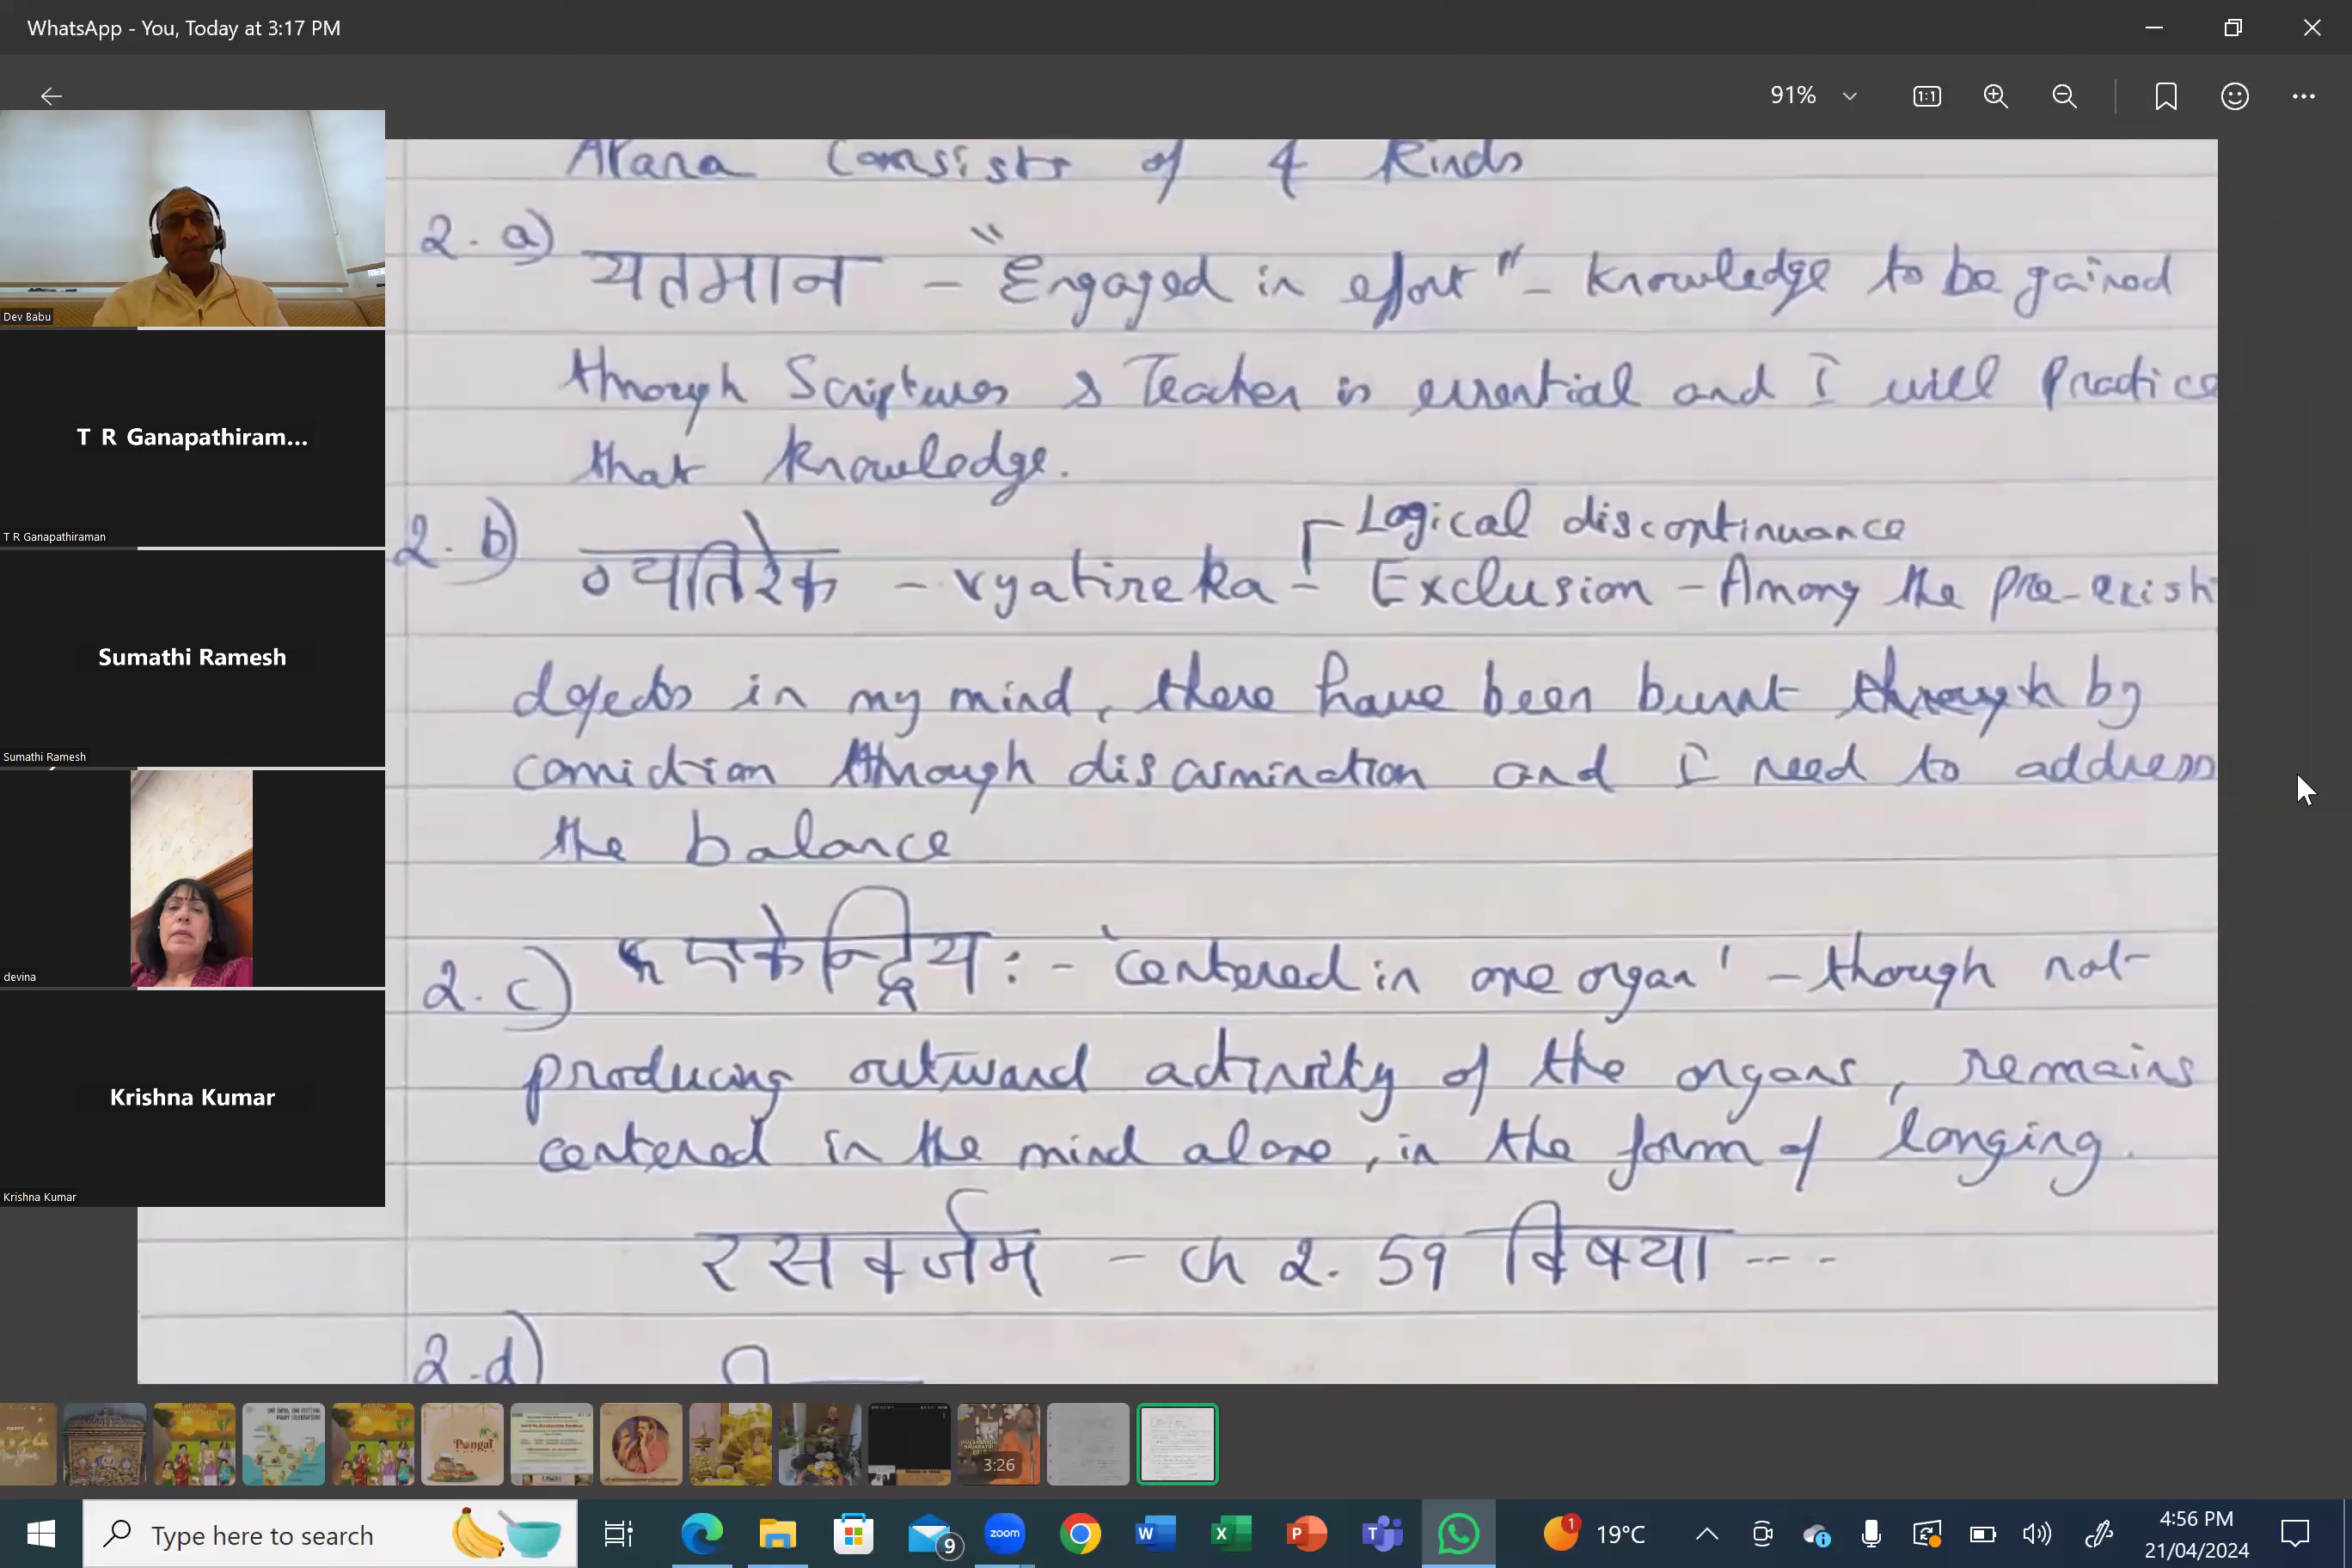 WhatsApp - You, Today at 3:17 PM
91%
1:1
Dev Babu
T R Ganapathiram...
T R Ganapathiraman
Sumathi Ramesh
Sumathi Ramesh
devina
Krishna Kumar
Krishna Kumar
Apara Consists of 4 kinds
2. a) यतमान - "Engaged in effort" - knowledge to be gained
through Scriptures & Teacher is essential and I will practice
that knowledge.
Logical discontinuance
2. b) व्यतिरेक - vyatireka - Exclusion - Among the pre-exist
defects in my mind, there have been burnt through by
through discrimination and I need to address
the balance
2. c) एकेन्द्रिय: - 'centered in one organ' - though not
producing outward activity of the organs, remains
centered in the mind alone, in the form of longing.
रसवर्जम - ch 2. 59 विषया ----
2-d)
Pongal
3:26
Type here to search
9
zoom
1
19°C
4:56 PM
21/04/2024